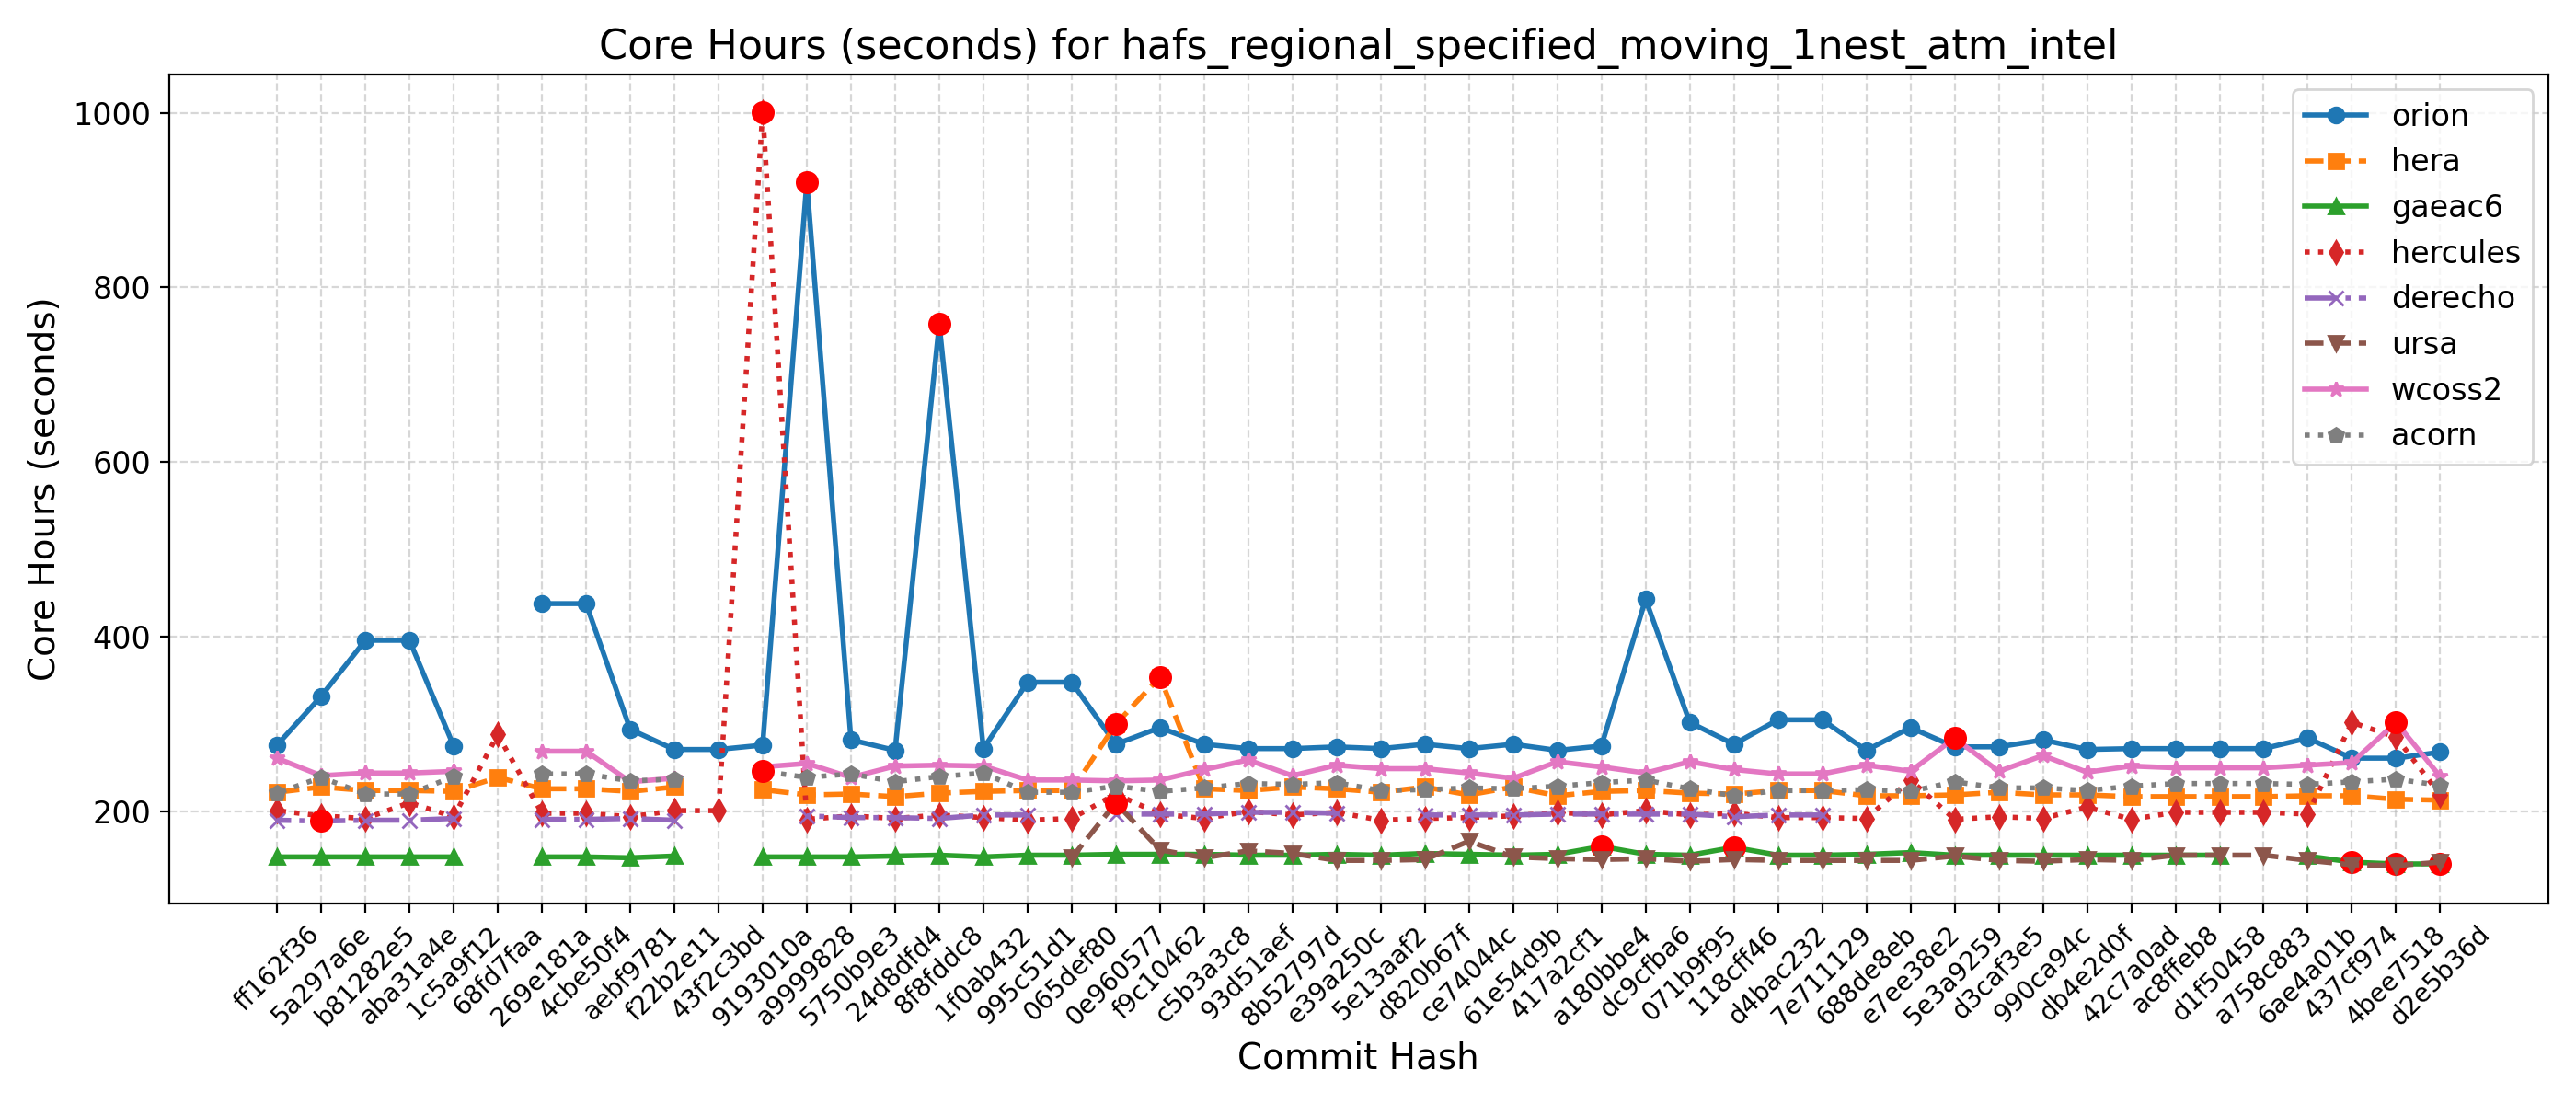 Core Hours (seconds) for hafs_regional_specified_moving_1nest_atm_intel
Core Hours (seconds)
1000
800
600
400
200
orion
hera
gaeac6
hercules
derecho
ursa
wcoss2
acorn
ff162f36
5a297a6e
b81282e5
aba31a4e
1c5a9f12
68fd7faa
269e181a
4cbe50f4
aebf9781
f22b2e11
43f2c3bd
9193010a
a9999828
5750b9e3
24d8dfd4
8f8fddc8
1f0ab432
995c51d1
065def80
0e960577
f9c10462
c5b3a3c8
93d51aef
8b52797d
e39a250c
5e13aaf2
d820b67f
ce74044c
61e54d9b
417a2cf1
a180bbe4
dc9cfba6
071b9f95
118cff46
d4bac232
7e711129
688de8eb
e7ee38e2
5e3a9259
d3caf3e5
990ca94c
db4e2d0f
42c7a0ad
ac8ffeb8
d1f50458
a758c883
6ae4a01b
437cf974
4bee7518
d2e5b36d
Commit Hash